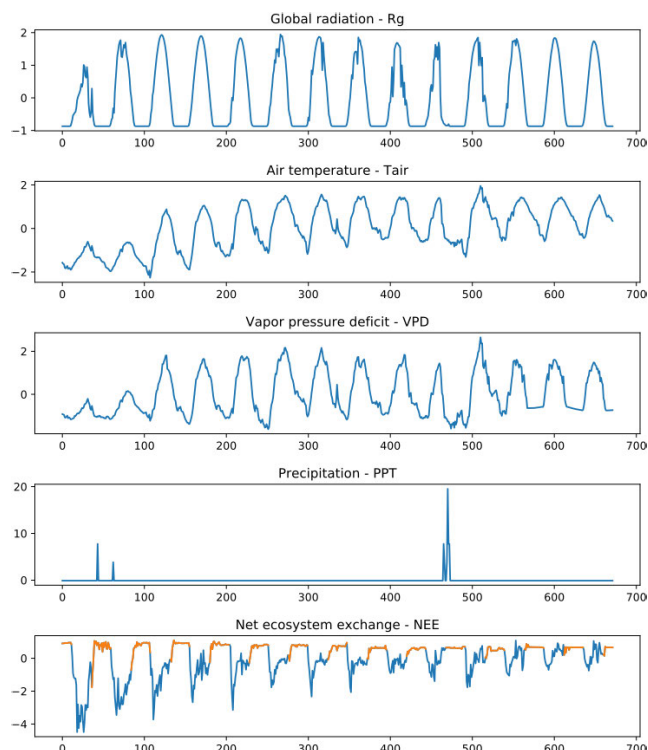 Global radiation - Rg
2
1
0
−1
0 100 200 300 400 500 600 700
Air temperature - Tair
2
0
−2
0 100 200 300 400 500 600 700
Vapor pressure deficit - VPD
2
0
0 100 200 300 400 500 600 700
Precipitation - PPT
20
10
0
0 100 200 300 400 500 600 700
Net ecosystem exchange - NEE
0
−2
−4
0 100 200 300 400 500 600 700